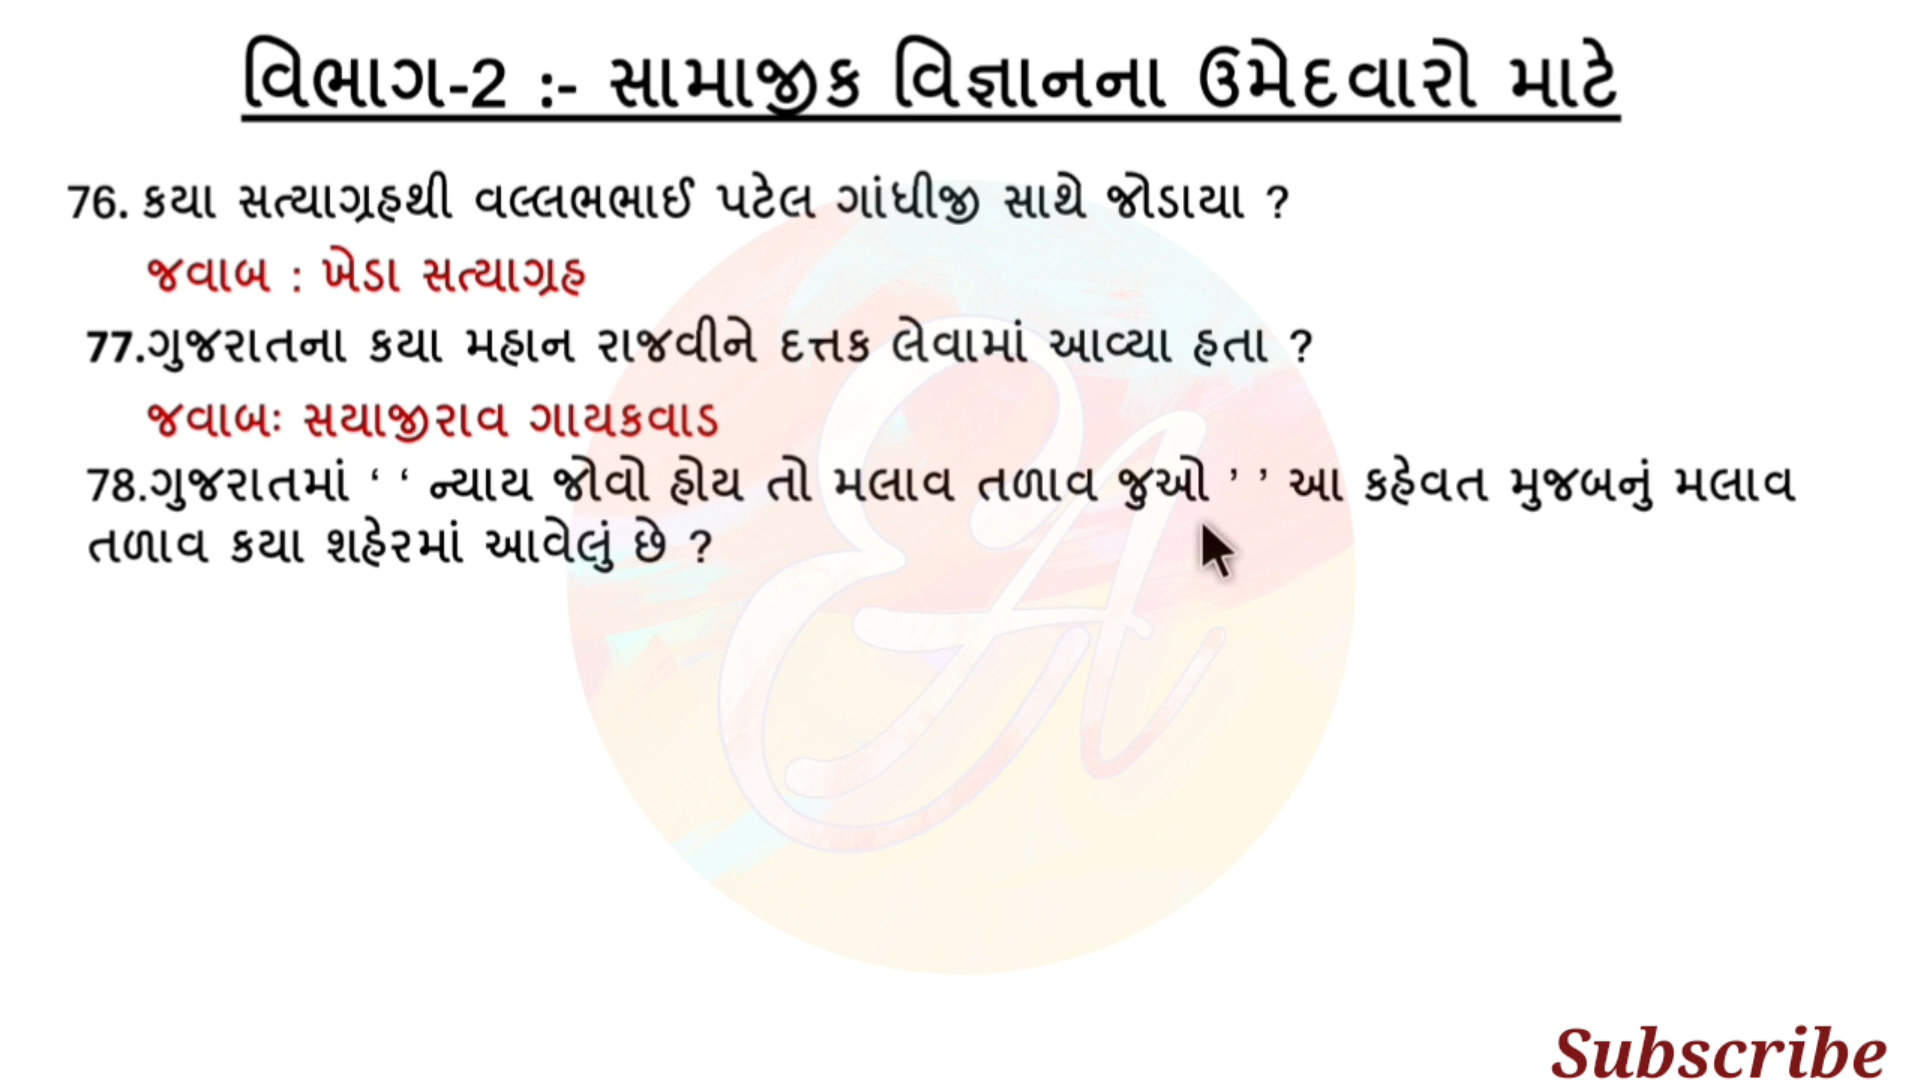 વિભાગ-2 :- સામાજીક વિજ્ઞાનના ઉમેદવારો માટે
76. કયા સત્યાગ્રહથી વલ્લભભાઈ પટેલ ગાંધીજી સાથે જોડાયા ?
જવાબ : ખેડા સત્યાગ્રહ
77.ગુજરાતના કયા મહાન રાજવીને દત્તક લેવામાં આવ્યા હતા ?
જવાબઃ સયાજીરાવ ગાયકવાડ
78.ગુજરાતમાં ‘ ‘ ન્યાય જોવો હોય તો મલાવ તળાવ જુઓ ’ ’ આ કહેવત મુજબનું મલાવ
તળાવ કયા શહેરમાં આવેલું છે ?
EA
Subscribe